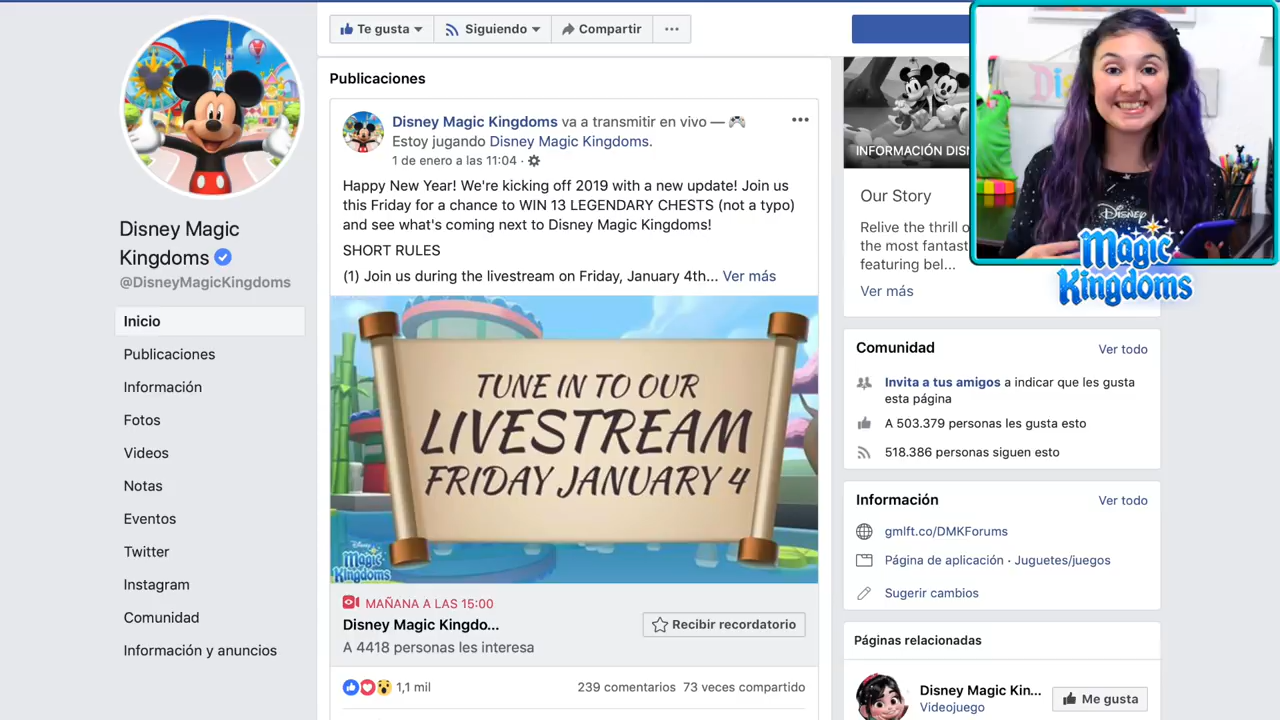 Disney Magic
Kingdoms
@DisneyMagicKingdoms
Inicio
Publicaciones
Información
Fotos
Videos
Notas
Eventos
Twitter
Instagram
Comunidad
Información y anuncios
Te gusta
Siguiendo
Compartir
Publicaciones
Disney Magic Kingdoms va a transmitir en vivo —
Estoy jugando Disney Magic Kingdoms.
1 de enero a las 11:04 ·
Happy New Year! We're kicking off 2019 with a new update! Join us
this Friday for a chance to WIN 13 LEGENDARY CHESTS (not a typo)
and see what's coming next to Disney Magic Kingdoms!
SHORT RULES
(1) Join us during the livestream on Friday, January 4th... Ver más
TUNE IN TO OUR
LIVESTREAM
FRIDAY JANUARY 4
Disney
Magic
Kingdoms
MAÑANA A LAS 15:00
Disney Magic Kingdo...
A 4418 personas les interesa
Recibir recordatorio
1,1 mil
239 comentarios 73 veces compartido
INFORMACIÓN DISN
Our Story
Relive the thrill o
the most fantast
featuring bel...
Ver más
Disney
Magic
Kingdoms
Comunidad
Ver todo
Invita a tus amigos a indicar que les gusta
esta página
A 503.379 personas les gusta esto
518.386 personas siguen esto
Información
Ver todo
gmlft.co/DMKForums
Página de aplicación · Juguetes/juegos
Sugerir cambios
Páginas relacionadas
Disney Magic Kin...
Videojuego
Me gusta